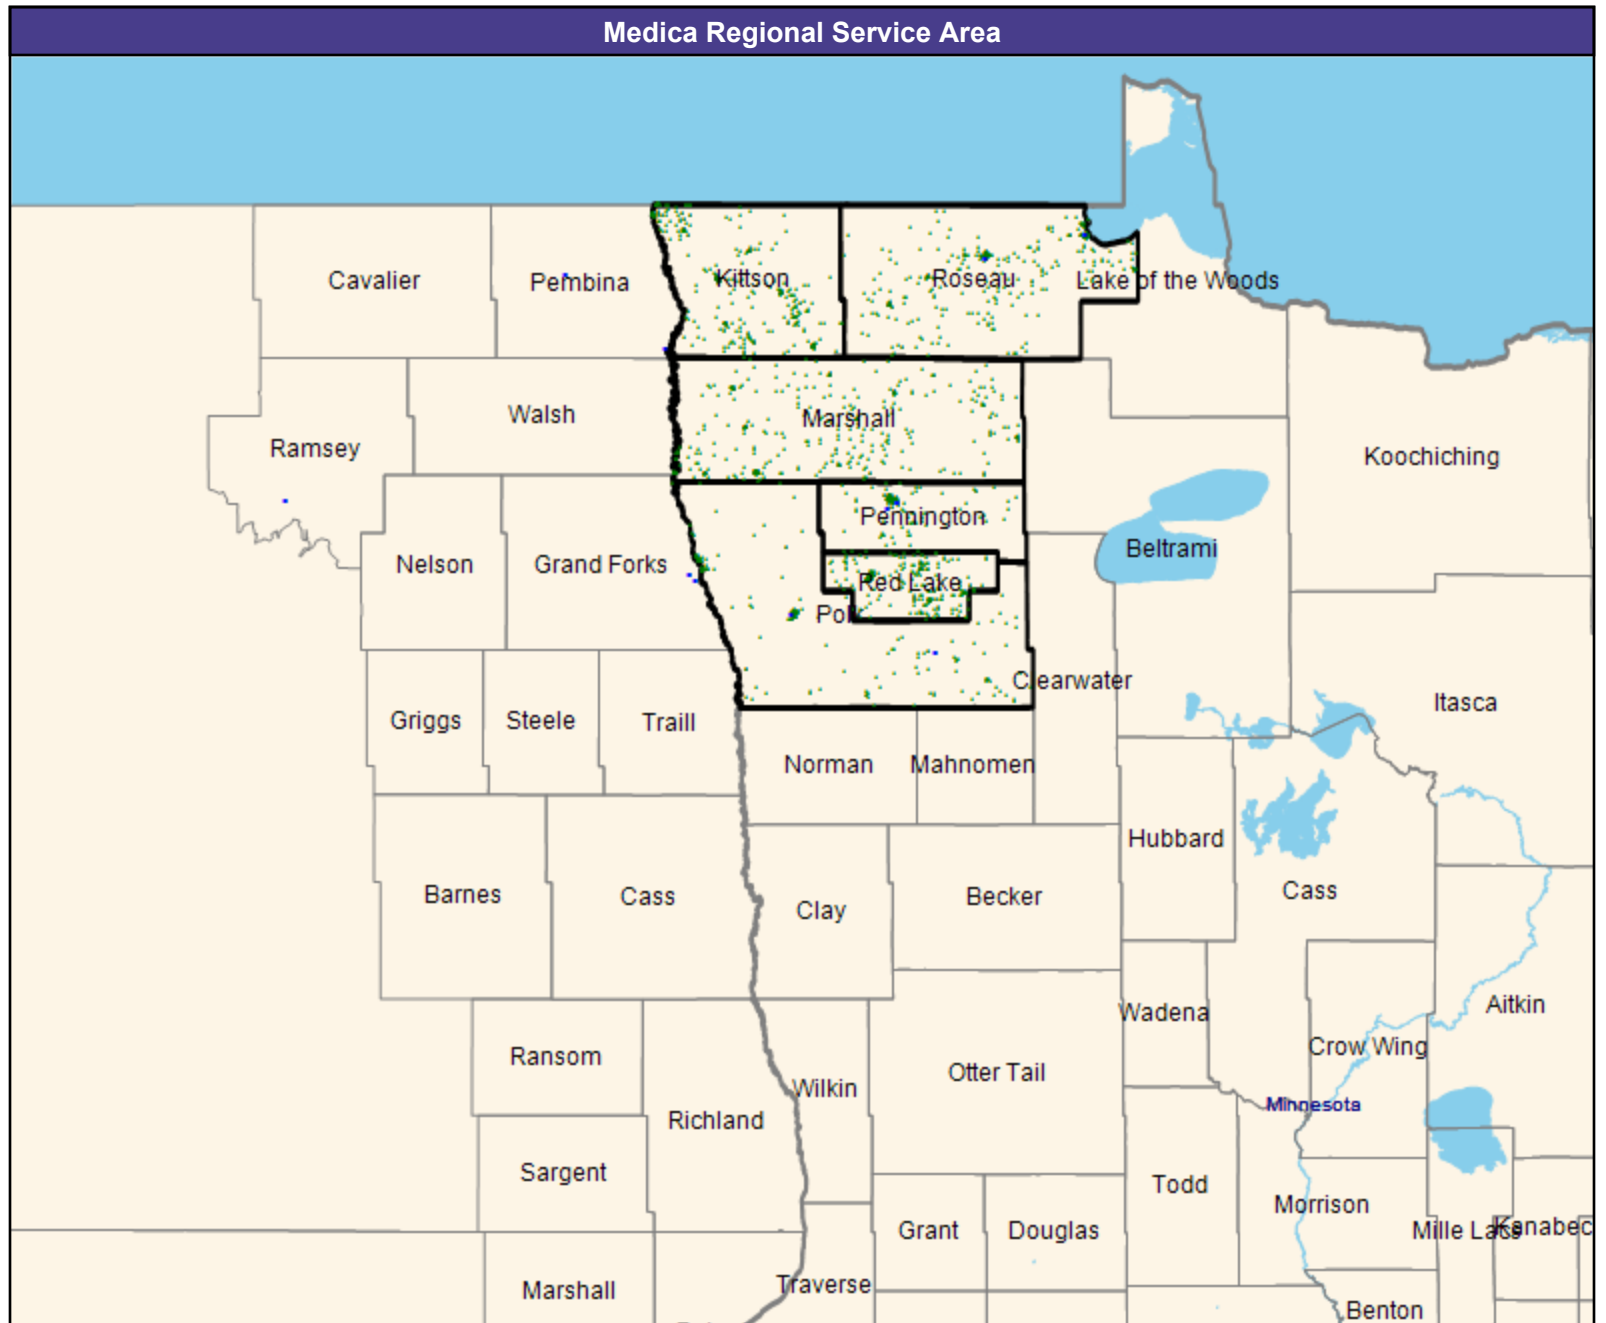 Medica Regional Service Area
Cavalier
Pembina
Kittson
Roseau
Lake of the Woods
Walsh
Marshall
Ramsey
Koochiching
Pennington
Beltrami
Nelson
Grand Forks
Red Lake
Polk
Clearwater
Itasca
Griggs
Steele
Traill
Norman
Mahnomen
Hubbard
Barnes
Cass
Clay
Becker
Cass
Wadena
Aitkin
Ransom
Crow Wing
Otter Tail
Wilkin
Minnesota
Richland
Sargent
Todd
Morrison
Grant
Douglas
Mille Lacs
Kanabec
Marshall
Traverse
Benton